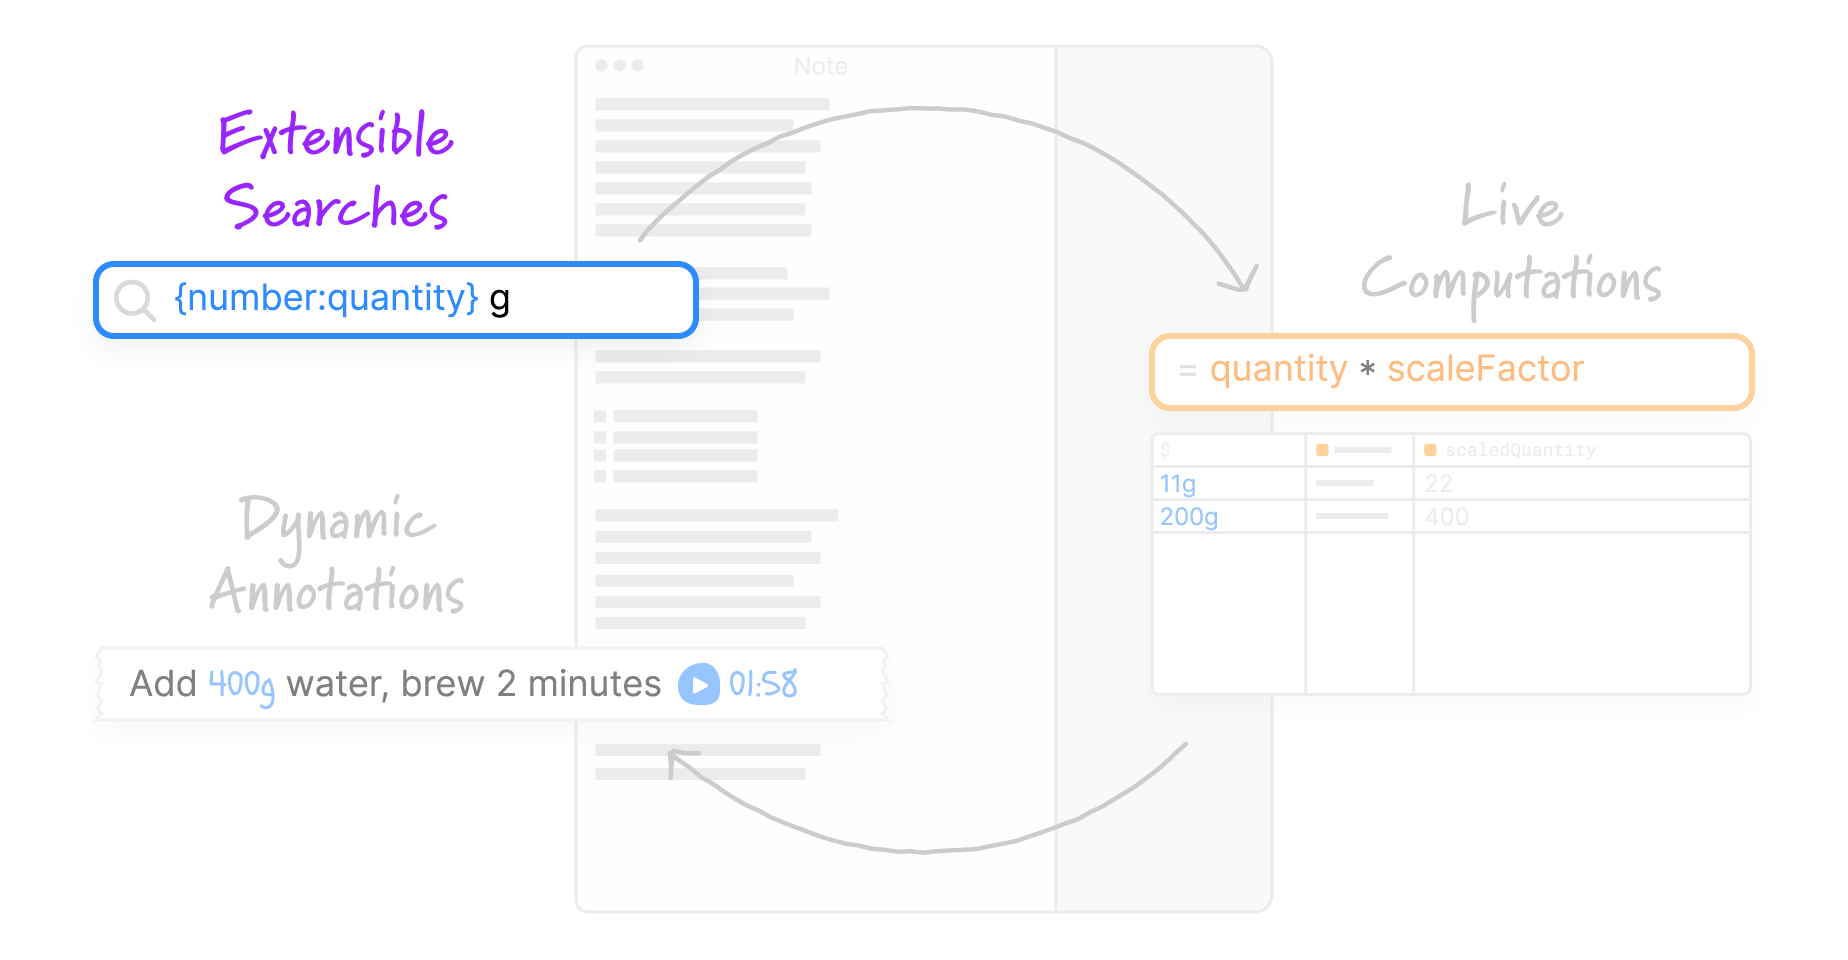 Note
Extensible
Searches
{number:quantity} g
Live
Computations
= quantity * scaleFactor
$ scaledQuantity
11g 22
200g 400
Dynamic
Annotations
Add 400g water, brew 2 minutes 01:58